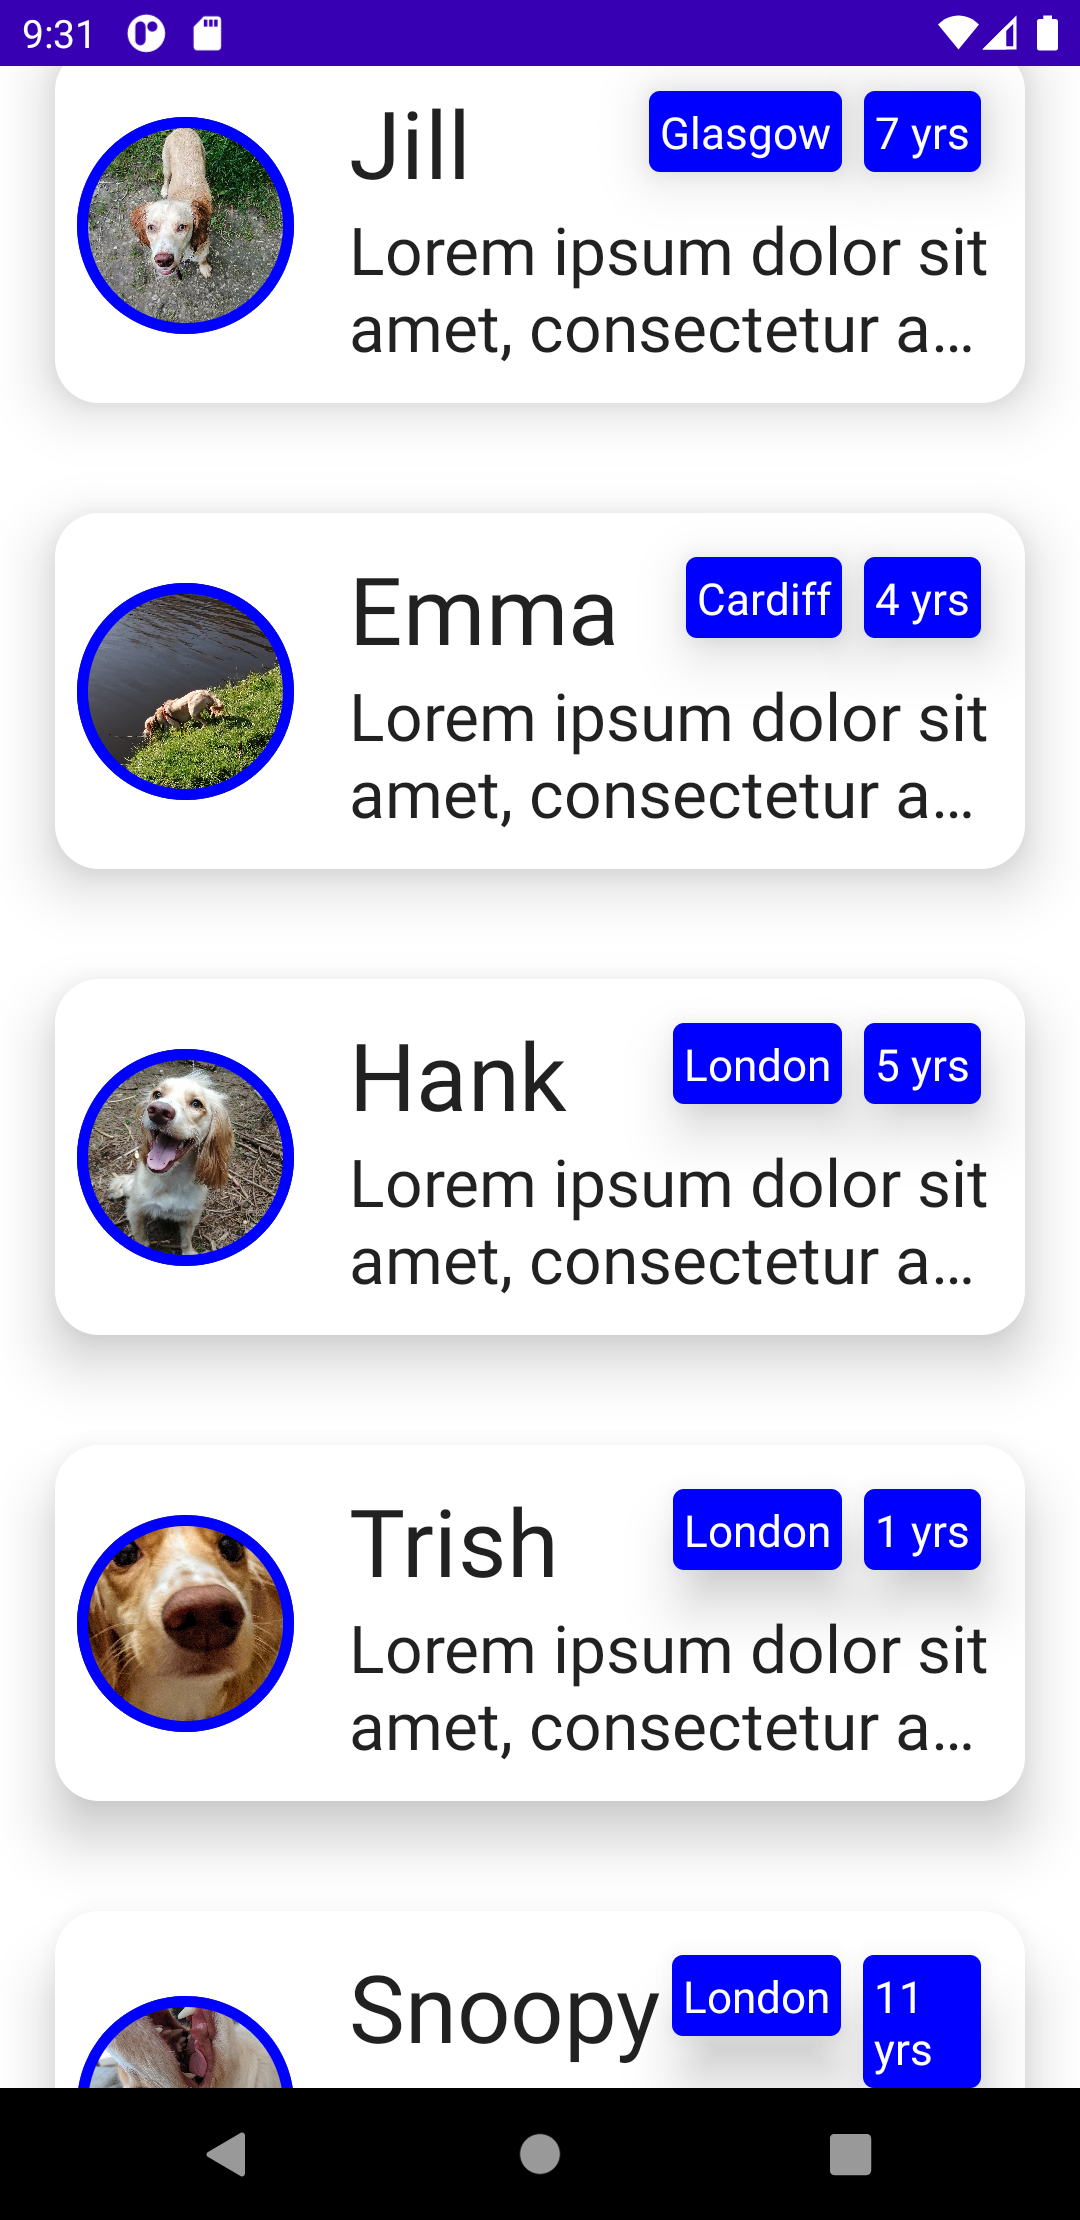 9:31
Jill Glasgow 7 yrs
Lorem ipsum dolor sit
amet, consectetur a...
Emma Cardiff 4 yrs
Lorem ipsum dolor sit
amet, consectetur a...
Hank London 5 yrs
Lorem ipsum dolor sit
amet, consectetur a...
Trish London 1 yrs
Lorem ipsum dolor sit
amet, consectetur a...
Snoopy London 11
yrs